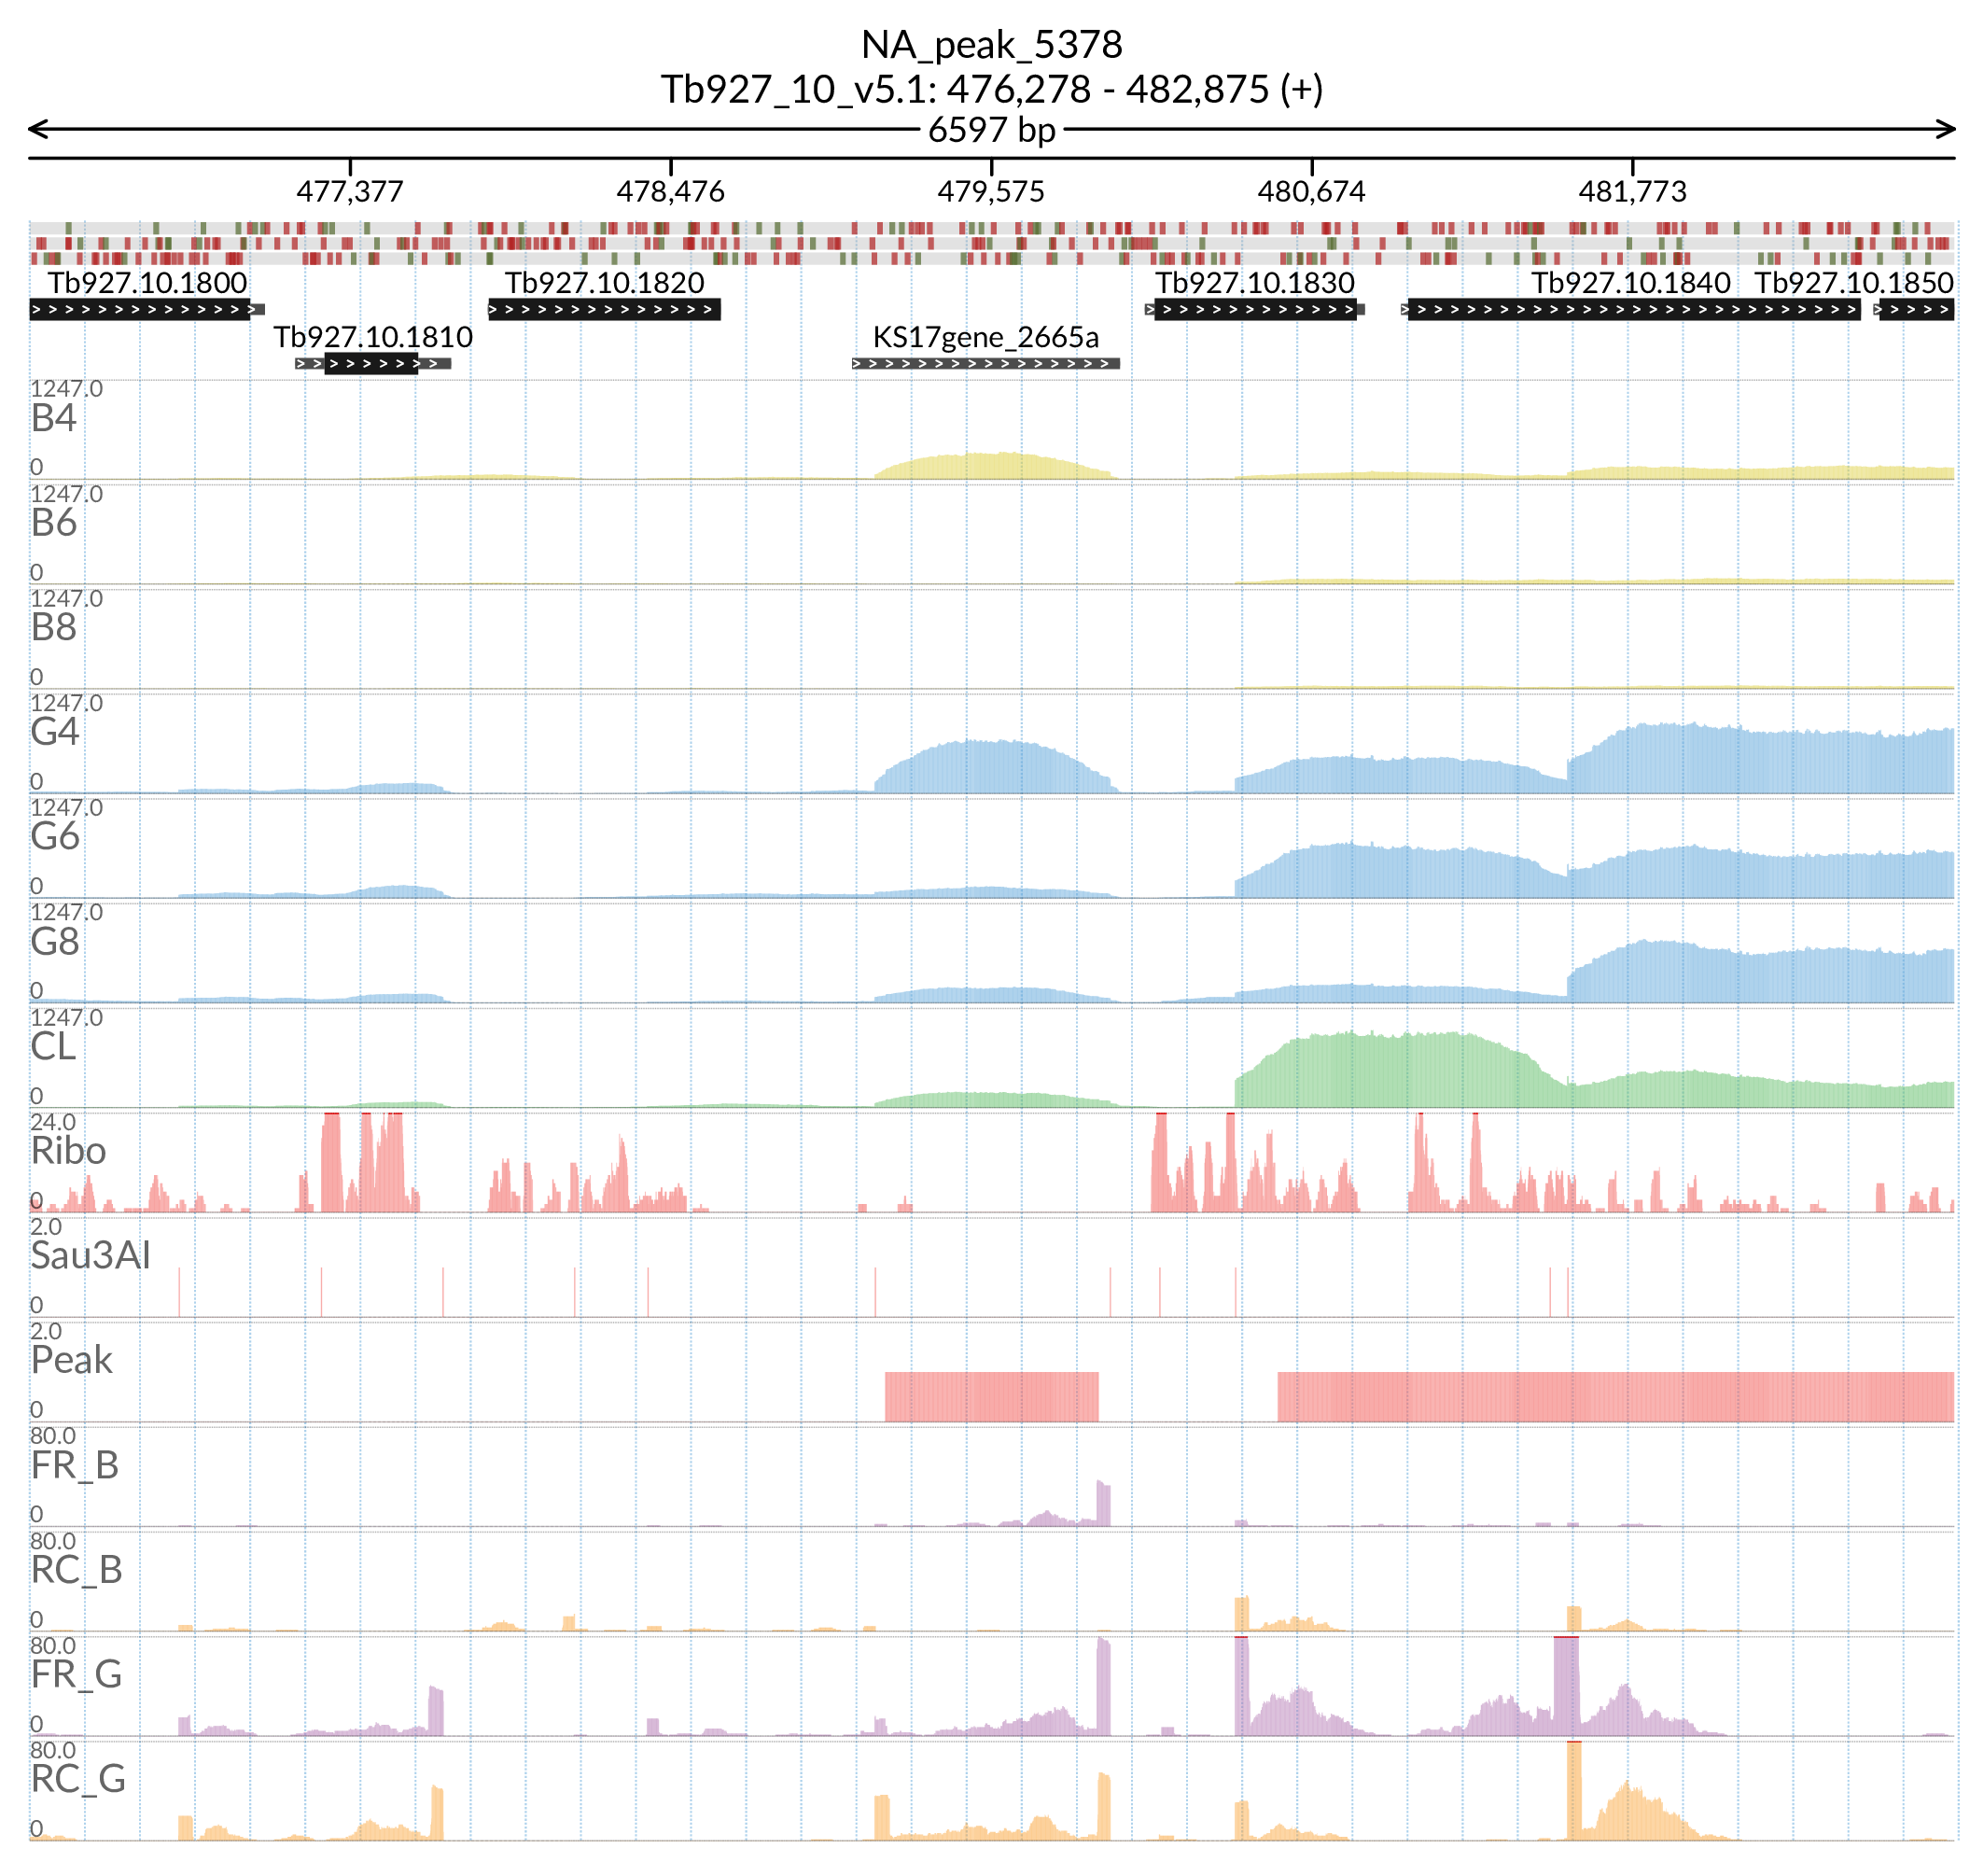 NA_peak_5378
Tb927_10_v5.1: 476,278 - 482,875 (+)
6597 bp
477,377 478,476 479,575 480,674 481,773
Tb927.10.1800 Tb927.10.1820 Tb927.10.1830 Tb927.10.1840 Tb927.10.1850
Tb927.10.1810 KS17gene_2665a
1247.0
B4
0
1247.0
B6
0
1247.0
B8
0
1247.0
G4
0
1247.0
G6
0
1247.0
G8
0
1247.0
CL
0
24.0
Ribo
0
2.0
Sau3AI
0
2.0
Peak
0
80.0
FR_B
0
80.0
RC_B
0
80.0
FR_G
0
80.0
RC_G
0